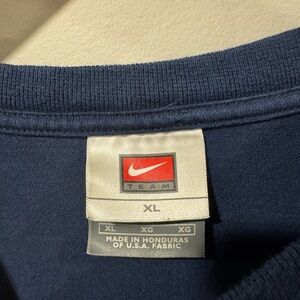 TEAM
XL
XL XG XG
MADE IN HONDURAS
OF U.S.A. FABRIC